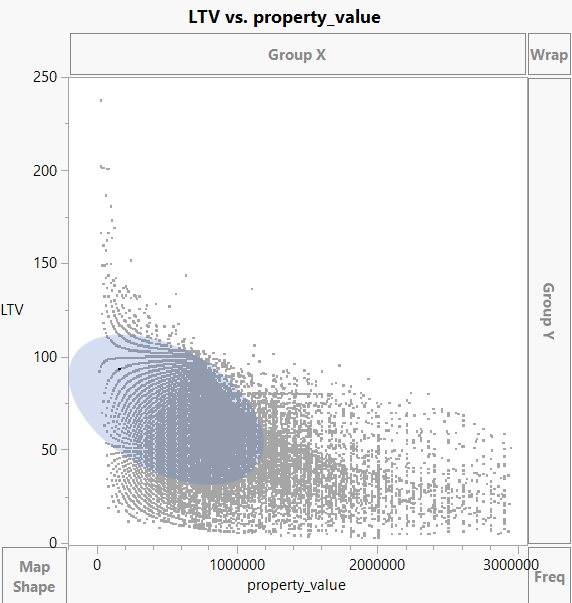 LTV vs. property_value
Group X
Wrap
250
200
150
LTV
100
50
0
Group Y
0
1000000
2000000
3000000
property_value
Map
Shape
Freq